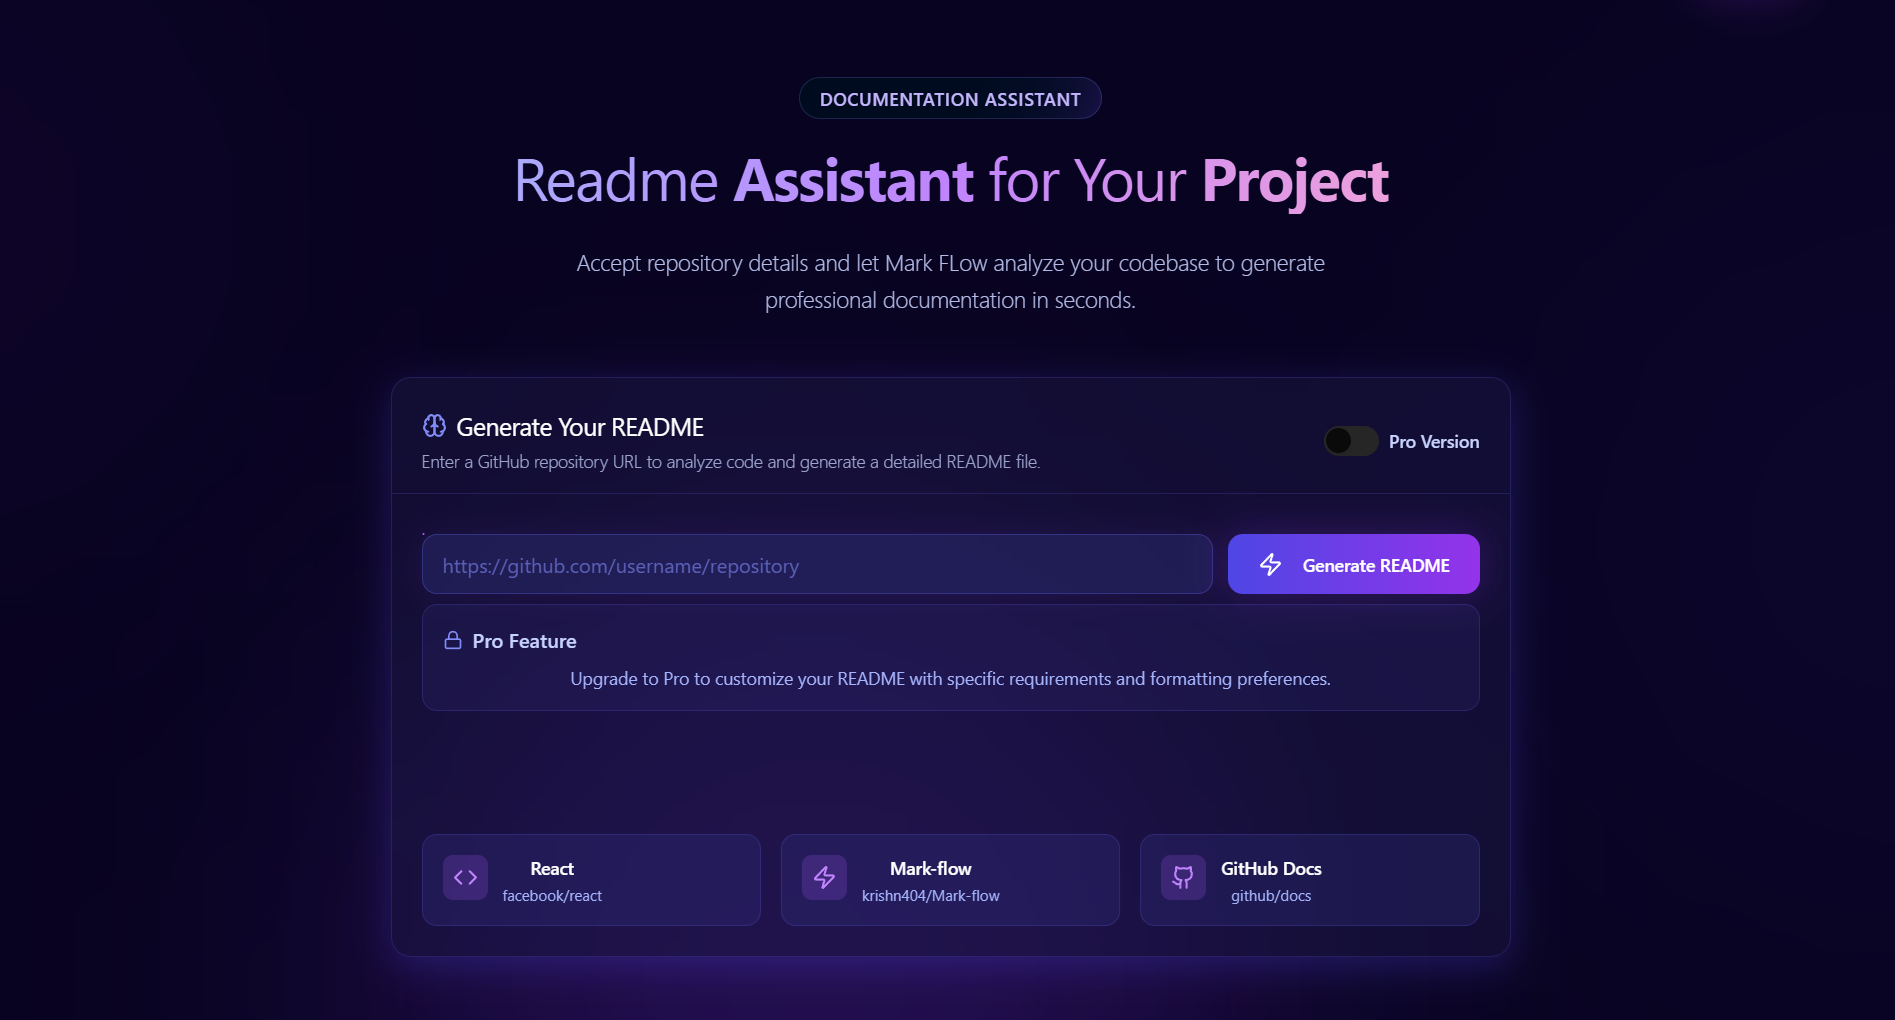 DOCUMENTATION ASSISTANT
Readme Assistant for Your Project
Accept repository details and let Mark FLow analyze your codebase to generate
professional documentation in seconds.
Generate Your README
Enter a GitHub repository URL to analyze code and generate a detailed README file.
Pro Version
https://github.com/username/repository
Generate README
Pro Feature
Upgrade to Pro to customize your README with specific requirements and formatting preferences.
React
facebook/react
Mark-flow
krishn404/Mark-flow
GitHub Docs
github/docs